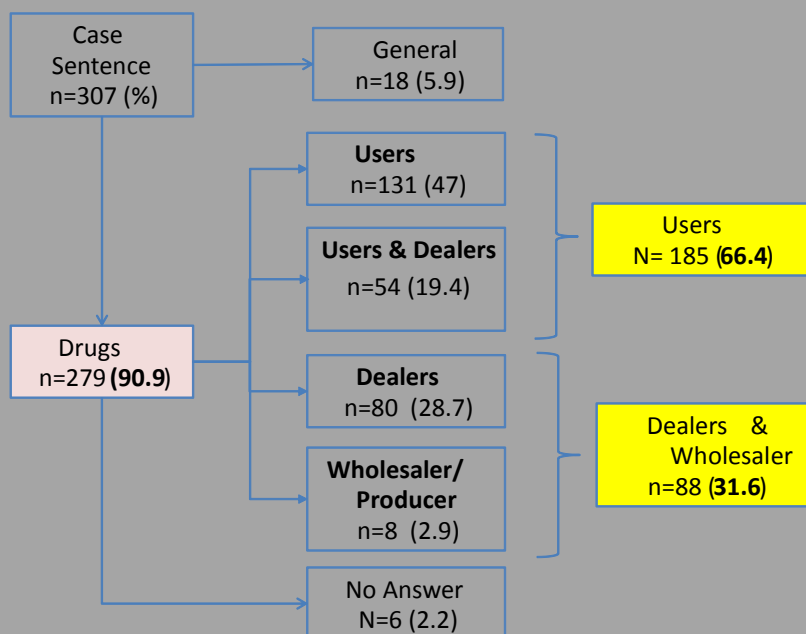 Case
Sentence
n=307 (%)
General
n=18 (5.9)
Users
n=131 (47)
Users & Dealers
n=54 (19.4)
Users
N= 185 (66.4)
Drugs
n=279 (90.9)
Dealers
n=80 (28.7)
Wholesaler/
Producer
n=8 (2.9)
Dealers &
Wholesaler
n=88 (31.6)
No Answer
N=6 (2.2)